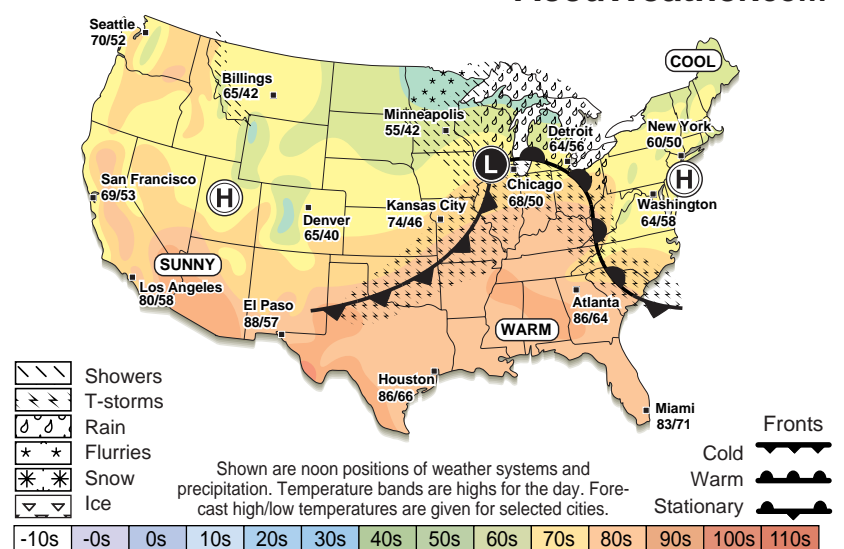 Seattle
70/52
COOL
Billings
65/42
Minneapolis
55/42
Detroit
64/56
New York
60/50
L
San Francisco
69/53
H
Chicago
68/50
H
Kansas City
74/46
Denver
65/40
Washington
64/58
SUNNY
Los Angeles
80/58
El Paso
88/57
Atlanta
86/64
WARM
Houston
86/66
Miami
83/71
Showers
T-storms
Rain
Flurries
Snow
Ice
Fronts
Cold
Warm
Stationary
Shown are noon positions of weather systems and
precipitation. Temperature bands are highs for the day. Fore-
cast high/low temperatures are given for selected cities.
-10s -0s 0s 10s 20s 30s 40s 50s 60s 70s 80s 90s 100s 110s